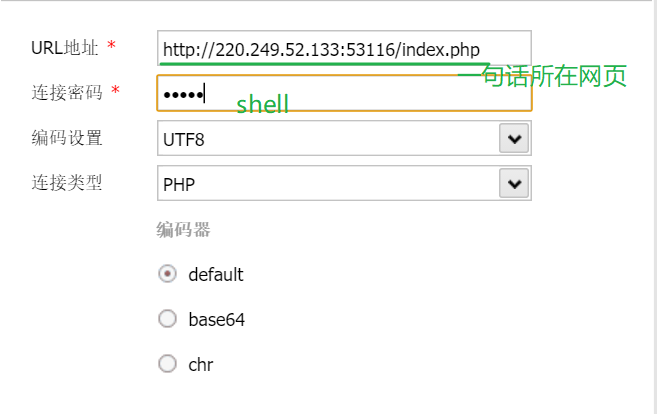 URL地址 *
http://220.249.52.133:53116/index.php
一句话所在网页
连接密码 *
•••••
shell
编码设置
UTF8
连接类型
PHP
编码器
default
base64
chr